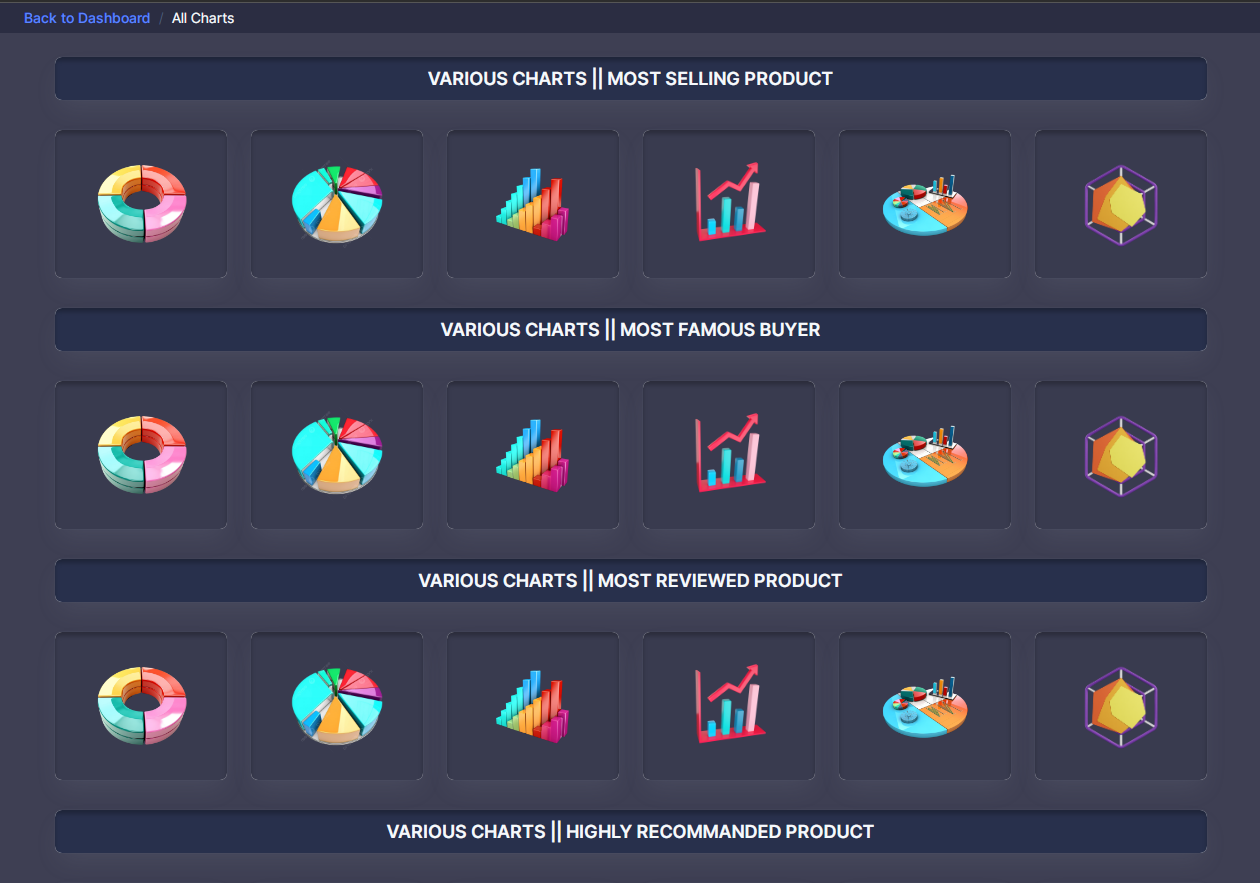 Back to Dashboard / All Charts
VARIOUS CHARTS || MOST SELLING PRODUCT
VARIOUS CHARTS || MOST FAMOUS BUYER
VARIOUS CHARTS || MOST REVIEWED PRODUCT
VARIOUS CHARTS || HIGHLY RECOMMANDED PRODUCT